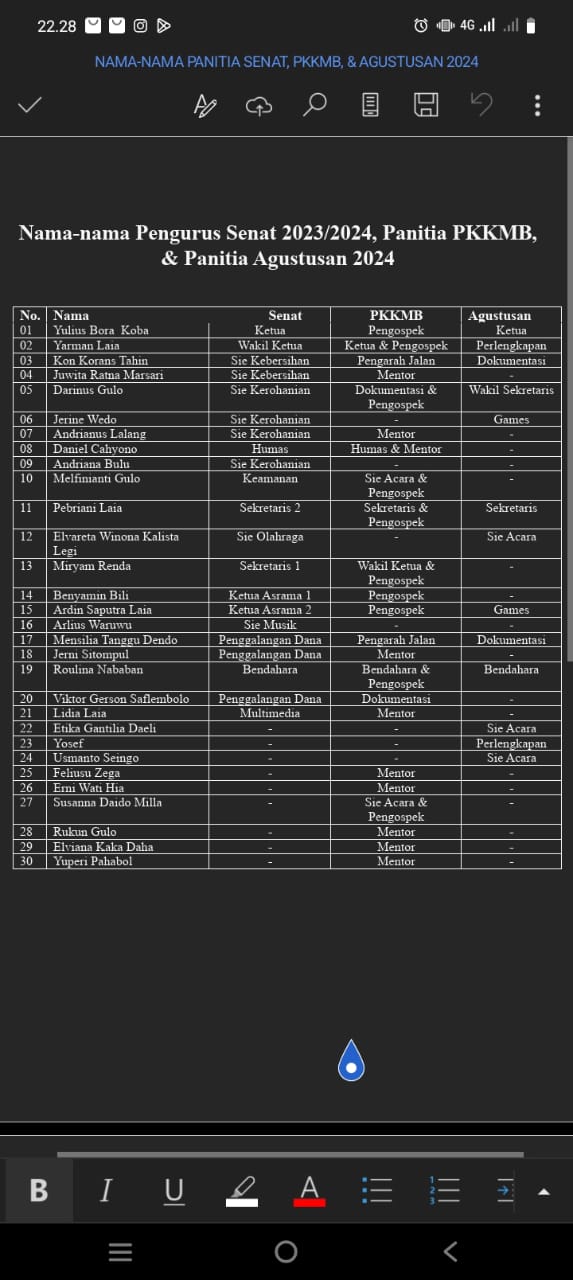 22.28
4G
NAMA-NAMA PANITIA SENAT, PKKMB, & AGUSTUSAN 2024
Nama-nama Pengurus Senat 2023/2024, Panitia PKKMB,
& Panitia Agustusan 2024
No. Nama Senat PKKMB Agustusan
01 Yulius Bora Koba Ketua Pengospek Ketua
02 Yarman Laia Wakil Ketua Ketua & Pengospek Perlengkapan
03 Kon Korans Tahin Sie Kebersihan Pengarah Jalan Dokumentasi
04 Juwita Ratna Marsari Sie Kebersihan Mentor -
05 Darinus Gulo Sie Kerohanian Dokumentasi & Wakil Sekretaris
Pengospek
06 Jerine Wedo Sie Kerohanian - Games
07 Andrianus Lalang Sie Kerohanian Mentor -
08 Daniel Cahyono Humas Humas & Mentor -
09 Andriana Bulu Sie Kerohanian - -
10 Melfinianti Gulo Keamanan Sie Acara & -
Pengospek
11 Pebriani Laia Sekretaris 2 Sekretaris & Sekretaris
Pengospek
12 Elvareta Winona Kalista Sie Olahraga - Sie Acara
Legi
13 Miryam Renda Sekretaris 1 Wakil Ketua & -
Pengospek
14 Benyamin Bili Ketua Asrama 1 Pengospek -
15 Ardin Saputra Laia Ketua Asrama 2 Pengospek Games
16 Arlius Waruwu Sie Musik - -
17 Mensilia Tanggu Dendo Penggalangan Dana Pengarah Jalan Dokumentasi
18 Jerni Sitompul Penggalangan Dana Mentor -
19 Roulina Nababan Bendahara Bendahara & Bendahara
Pengospek
20 Viktor Gerson Saflembolo Penggalangan Dana Dokumentasi -
21 Lidia Laia Multimedia Mentor -
22 Etika Gantilia Daeli - - Sie Acara
23 Yosef - - Perlengkapan
24 Usmanto Seingo - - Sie Acara
25 Feliusu Zega - Mentor -
26 Erni Wati Hia - Mentor -
27 Susanna Daido Milla - Sie Acara & -
Pengospek
28 Rukun Gulo - Mentor -
29 Elviana Kaka Daha - Mentor -
30 Yuperi Pahabol - Mentor -
B I U A